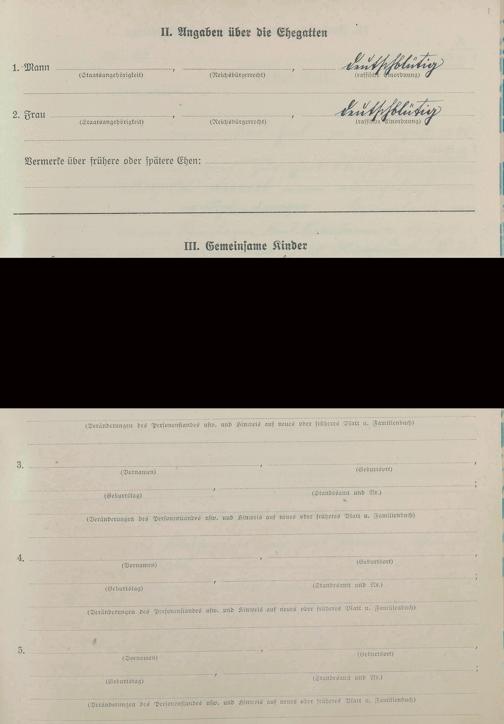 II. Angaben über die Ehegatten
1. Mann , , deutschblütig
(Staatsangehörigkeit) (Reichsbürgerrecht) (rassische Einordnung)
2. Frau , , deutschblütig
(Staatsangehörigkeit) (Reichsbürgerrecht) (rassische Einordnung)
Vermerke über frühere oder spätere Ehen:
III. Gemeinsame Kinder
(Veränderungen des Personenstandes usw. und Hinweis auf neues oder früheres Blatt u. Familienbuch)
3. , ,
(Vornamen) (Geburtsort)
, ;
(Geburtstag) (Standesamt und Nr.)
(Veränderungen des Personenstandes usw. und Hinweis auf neues oder früheres Blatt u. Familienbuch)
4. , ,
(Vornamen) (Geburtsort)
, ;
(Geburtstag) (Standesamt und Nr.)
(Veränderungen des Personenstandes usw. und Hinweis auf neues oder früheres Blatt u. Familienbuch)
5. , ,
(Vornamen) (Geburtsort)
, ;
(Geburtstag) (Standesamt und Nr.)
(Veränderungen des Personenstandes usw. und Hinweis auf neues oder früheres Blatt u. Familienbuch)